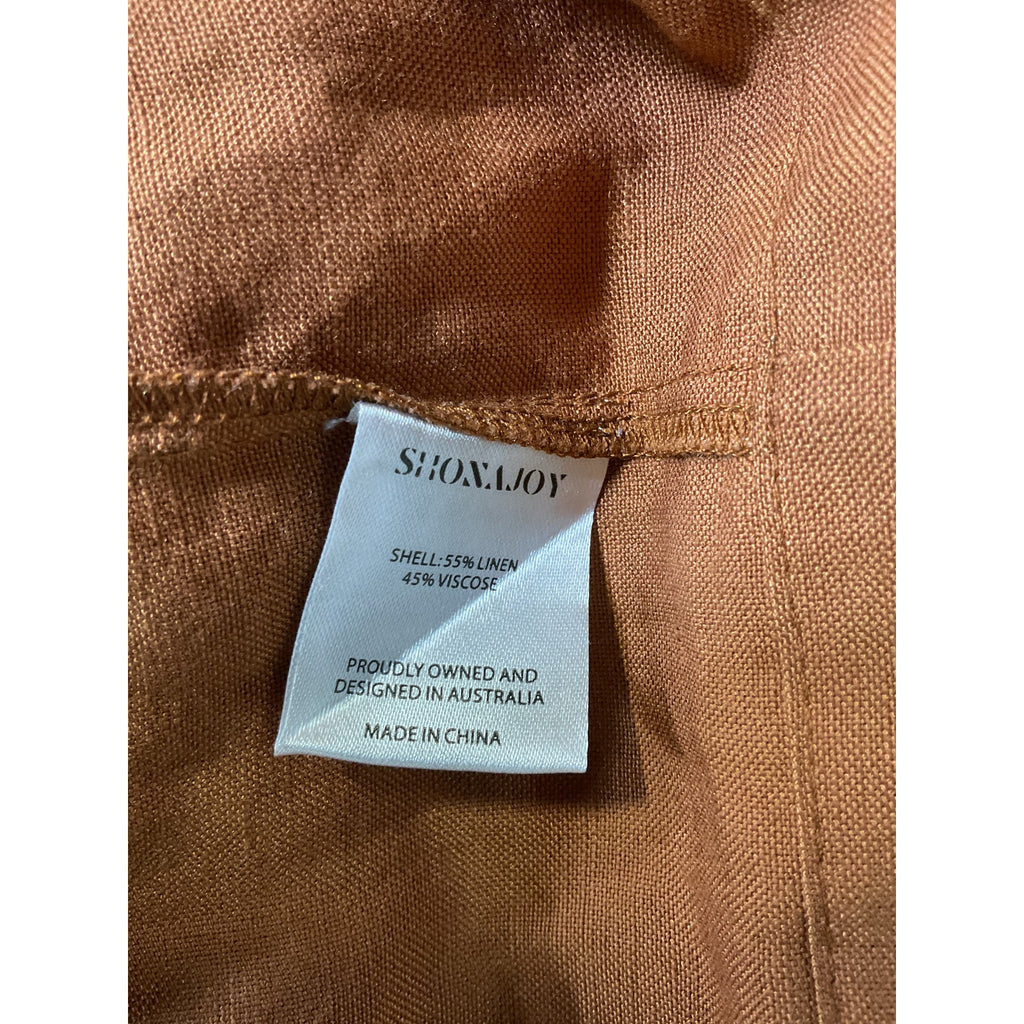 SHONAJOY
SHELL: 55% LINEN
45% VISCOSE
PROUDLY OWNED AND
DESIGNED IN AUSTRALIA
MADE IN CHINA